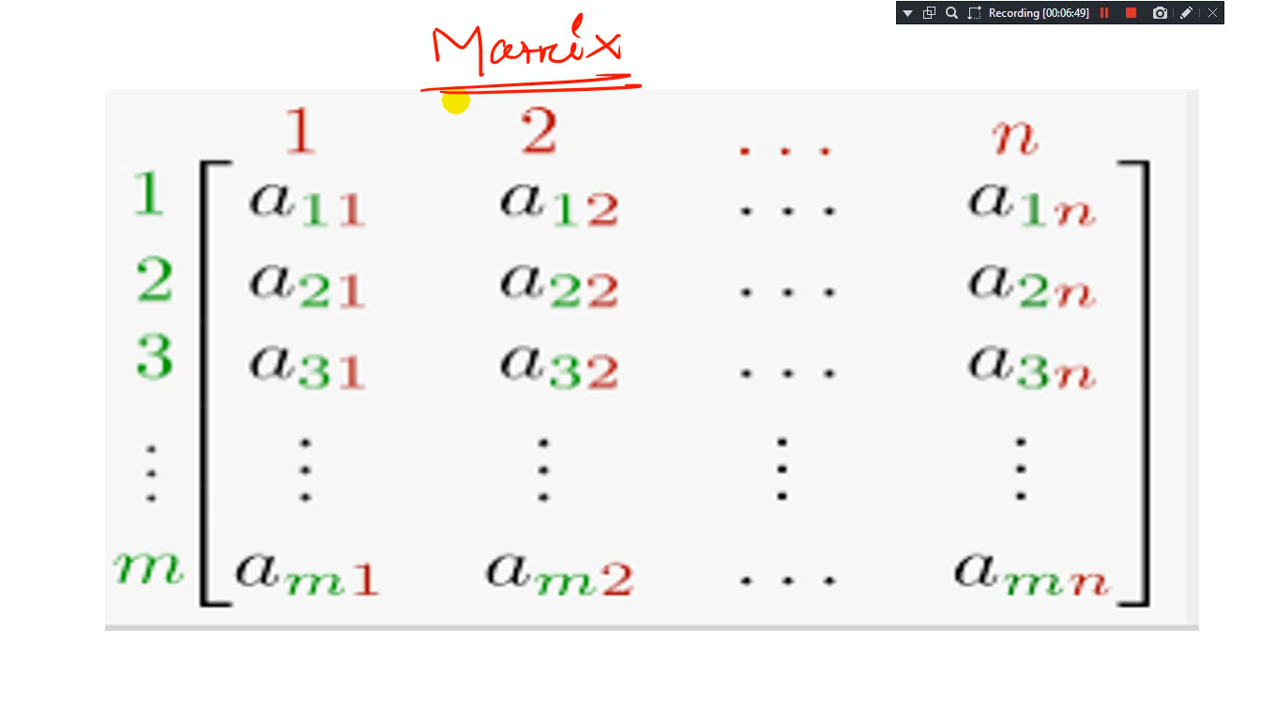 Recording [00:06:49]
Matrix
1 2 ... n
1 a11 a12 ... a1n
2 a21 a22 ... a2n
3 a31 a32 ... a3n
⋮ ⋮ ⋮ ⋮ ⋮
m am1 am2 ... amn